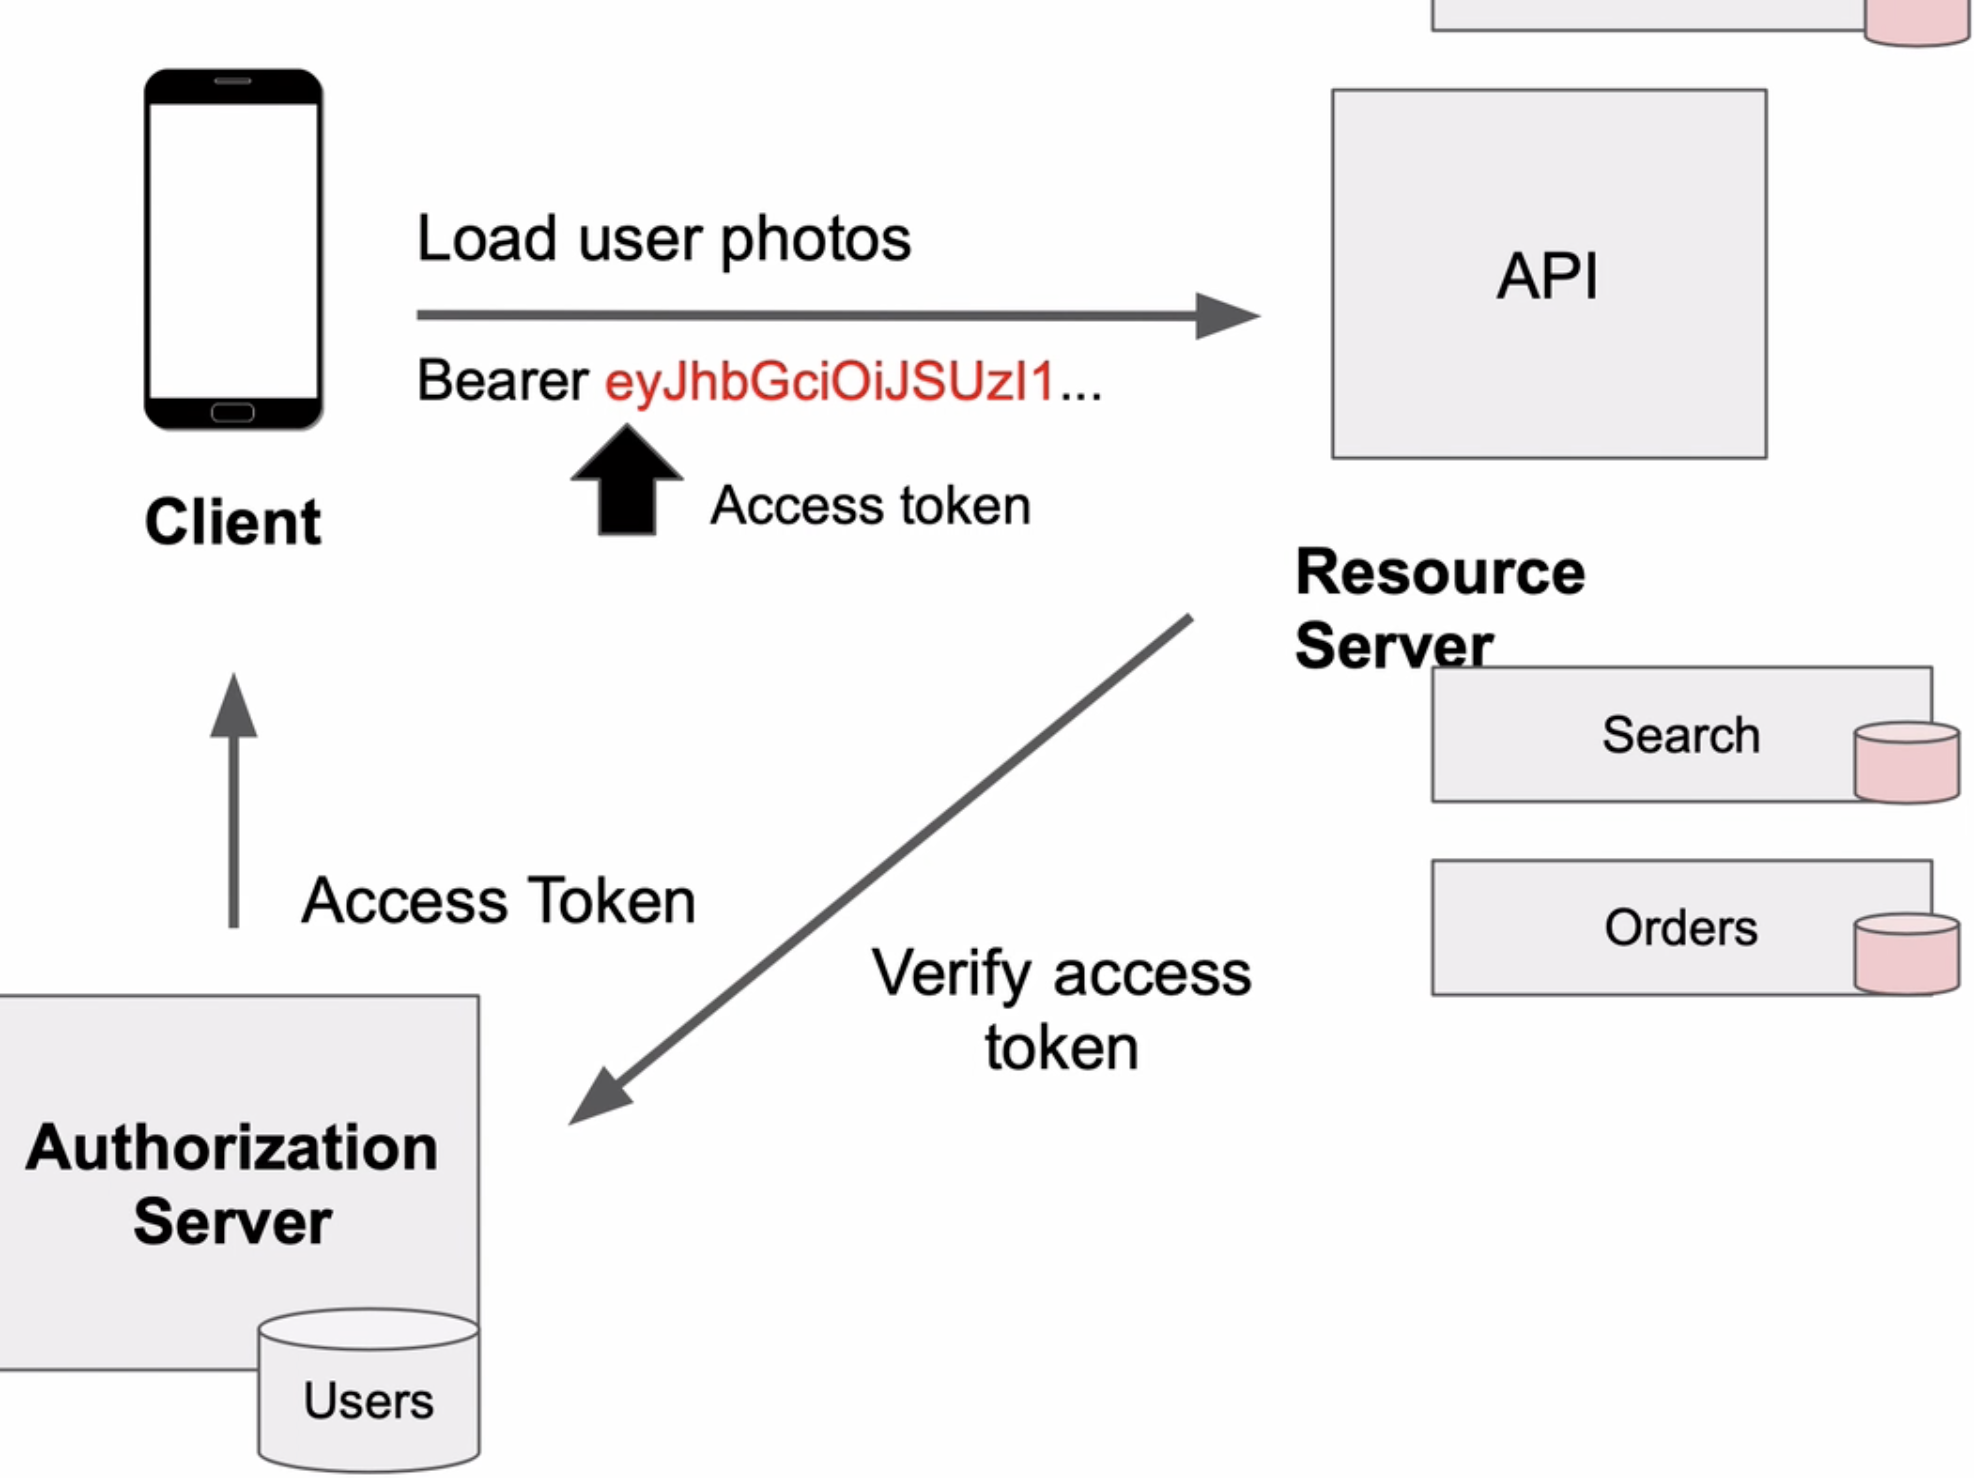 Load user photos
API
Bearer eyJhbGciOiJSUzI1...
Access token
Client
Resource
Server
Search
Access Token
Orders
Verify access
token
Authorization
Server
Users